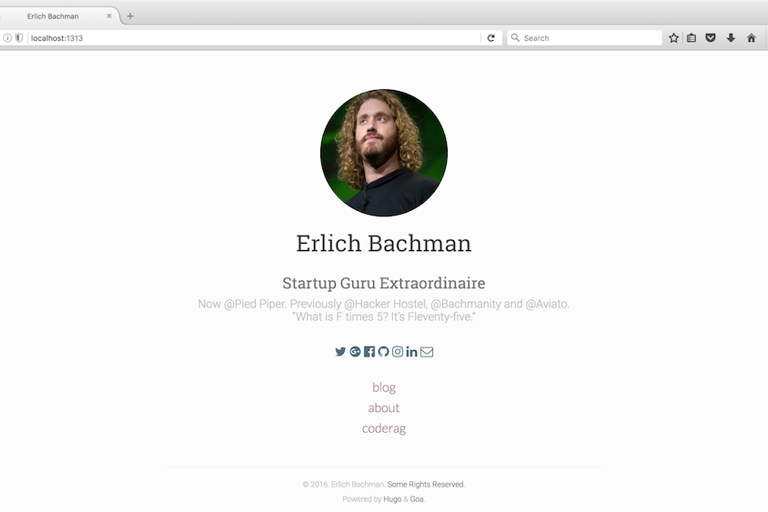 Erlich Bachman
localhost:1313
Search
Erlich Bachman
Startup Guru Extraordinaire
Now @Pied Piper. Previously @Hacker Hostel, @Bachmanity and @Aviato.
“What is F times 5? It's Fleventy-five.”
blog
about
coderag
© 2016. Erlich Bachman. Some Rights Reserved.
Powered by Hugo & Goa.